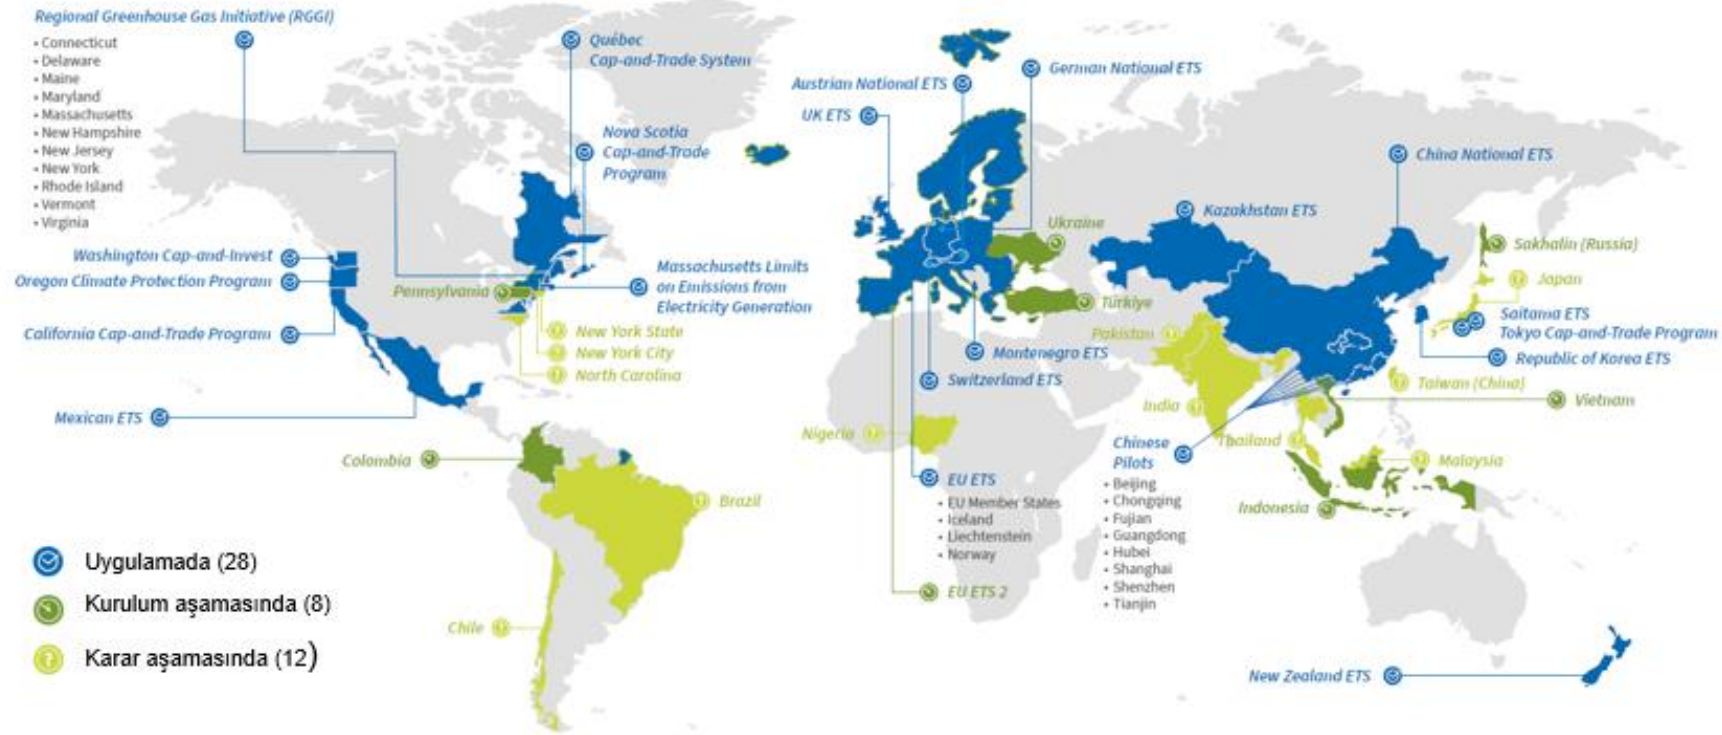 Regional Greenhouse Gas Initiative (RGGI)
• Connecticut
• Delaware
• Maine
• Maryland
• Massachusetts
• New Hampshire
• New Jersey
• New York
• Rhode Island
• Vermont
• Virginia
Québec
Cap-and-Trade System
Nova Scotia
Cap-and-Trade
Program
Washington Cap-and-Invest
Oregon Climate Protection Program
California Cap-and-Trade Program
Mexican ETS
Pennsylvania
Massachusetts Limits
on Emissions from
Electricity Generation
New York State
New York City
North Carolina
Colombia
Brazil
Chile
Austrian National ETS
German National ETS
UK ETS
Ukraine
Türkiye
Montenegro ETS
Switzerland ETS
Nigeria
EU ETS
• EU Member States
• Iceland
• Liechtenstein
• Norway
EU ETS 2
Kazakhstan ETS
China National ETS
Sakhalin (Russia)
Japan
Saitama ETS
Tokyo Cap-and-Trade Program
Republic of Korea ETS
Pakistan
India
Taiwan (China)
Vietnam
Thailand
Malaysia
Indonesia
Chinese
Pilots
• Beijing
• Chongqing
• Fujian
• Guangdong
• Hubei
• Shanghai
• Shenzhen
• Tianjin
New Zealand ETS
Uygulamada (28)
Kurulum aşamasında (8)
Karar aşamasında (12)